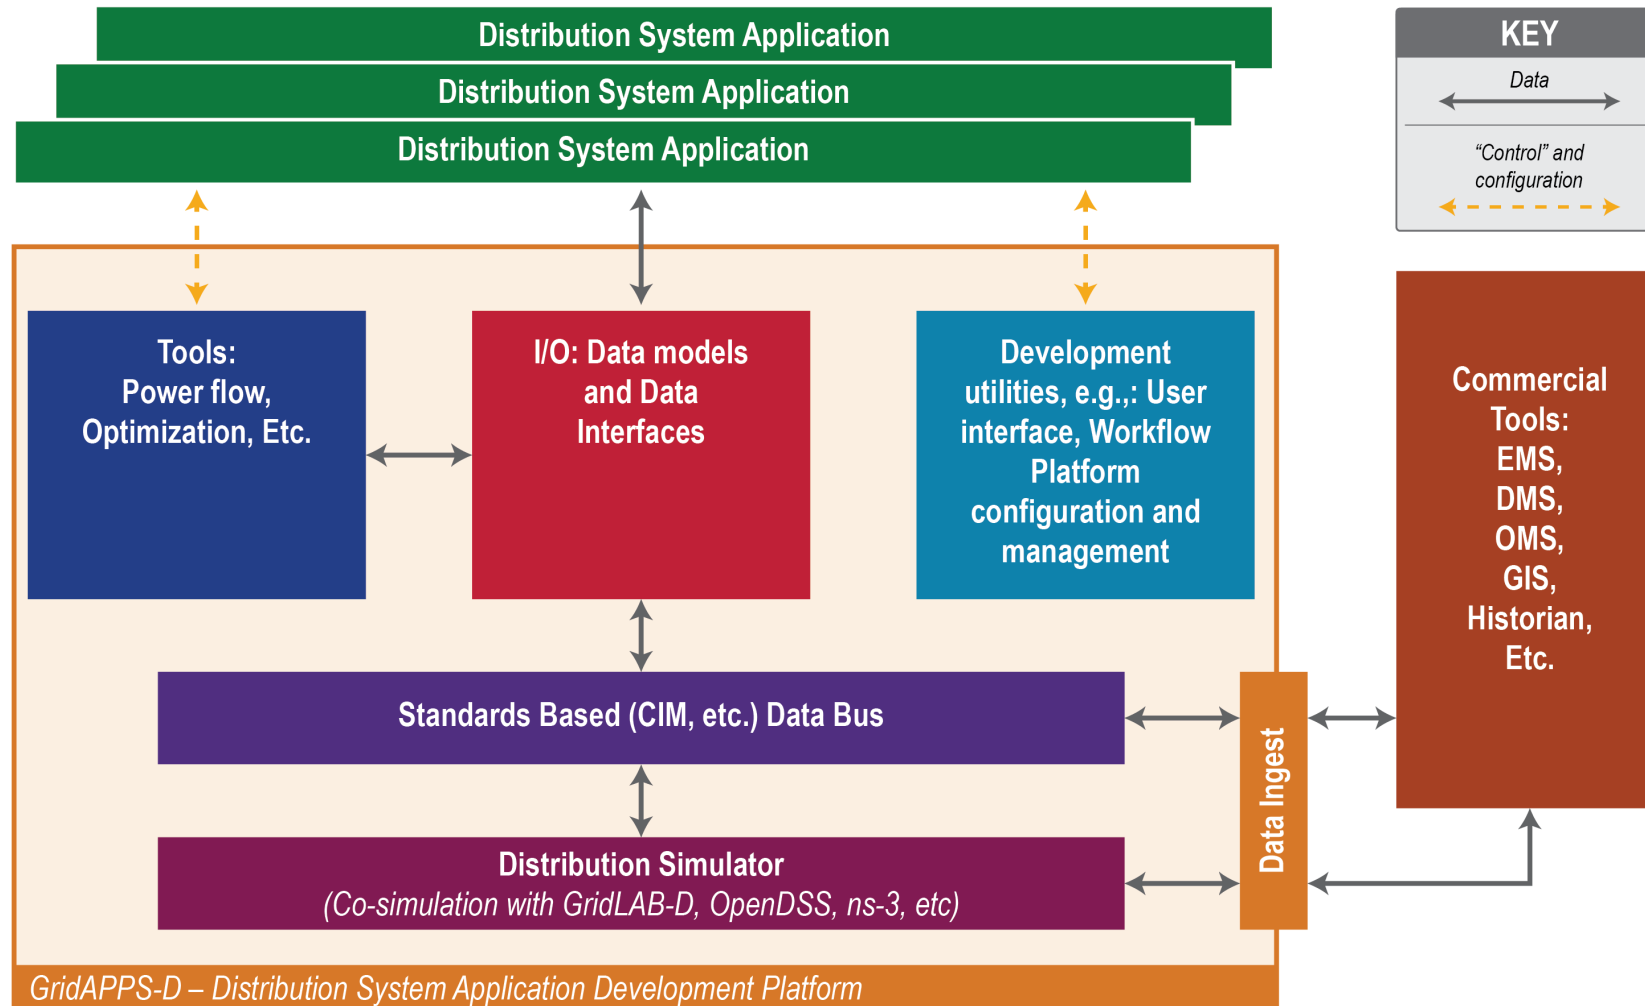 Distribution System Application
Distribution System Application
Distribution System Application
KEY
Data
“Control” and
configuration
Tools:
Power flow,
Optimization, Etc.
I/O: Data models
and Data
Interfaces
Development
utilities, e.g.,: User
interface, Workflow
Platform
configuration and
management
Commercial
Tools:
EMS,
DMS,
OMS,
GIS,
Historian,
Etc.
Standards Based (CIM, etc.) Data Bus
Data Ingest
Distribution Simulator
(Co-simulation with GridLAB-D, OpenDSS, ns-3, etc)
GridAPPS-D – Distribution System Application Development Platform